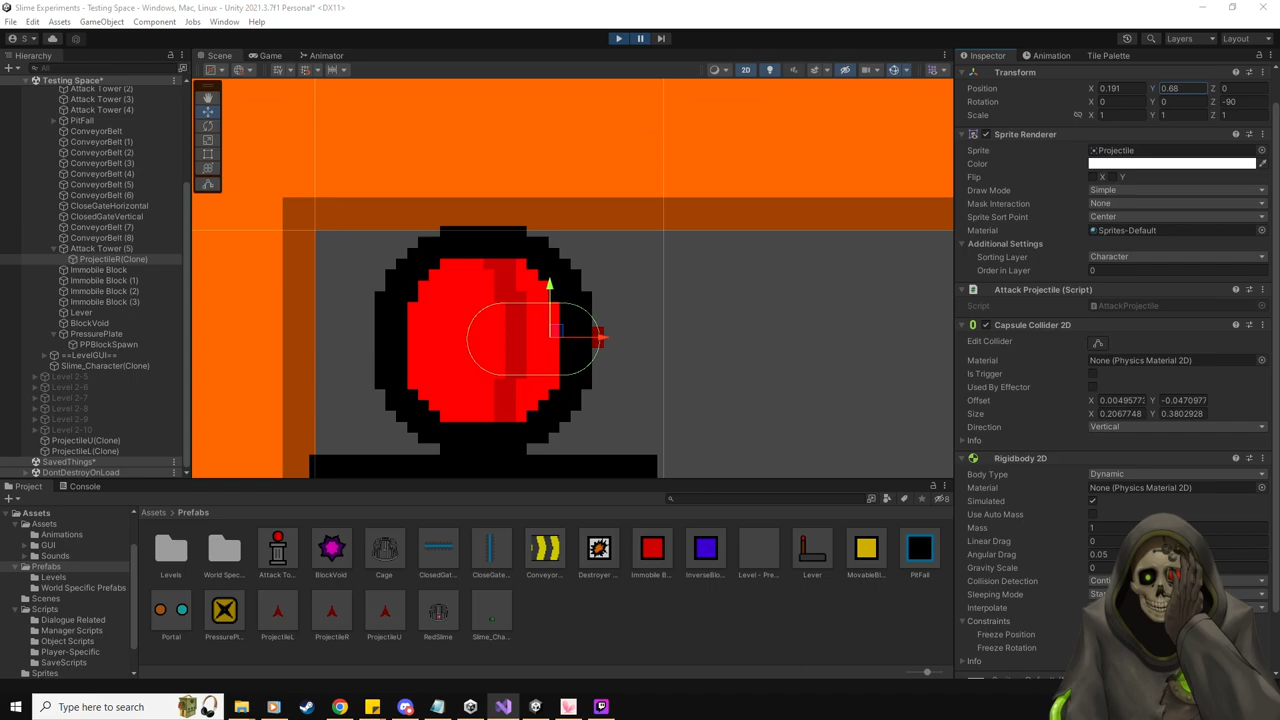 Slime Experiments - Testing Space - Windows, Mac, Linux - Unity 2021.3.7f1 Personal* <DX11>
File Edit Assets GameObject Component Jobs Window Help
S
Layers
Layout
Hierarchy
All
Testing Space*
Attack Tower (2)
Attack Tower (3)
Attack Tower (4)
PitFall
ConveyorBelt
ConveyorBelt (1)
ConveyorBelt (2)
ConveyorBelt (3)
ConveyorBelt (4)
ConveyorBelt (5)
ConveyorBelt (6)
CloseGateHorizontal
ClosedGateVertical
ConveyorBelt (7)
ConveyorBelt (8)
Attack Tower (5)
ProjectileR(Clone)
Immobile Block
Immobile Block (1)
Immobile Block (2)
Immobile Block (3)
Lever
BlockVoid
PressurePlate
PPBlockSpawn
==LevelGUI==
Slime_Character(Clone)
Level 2-5
Level 2-6
Level 2-7
Level 2-8
Level 2-9
Level 2-10
ProjectileU(Clone)
ProjectileL(Clone)
SavedThings*
DontDestroyOnLoad
Scene Game Animator
2D
Inspector Animation Tile Palette
Transform
Position X 0.191 Y 0.68 Z 0
Rotation X 0 Y 0 Z -90
Scale X 1 Y 1 Z 1
Sprite Renderer
Sprite Projectile
Color
Flip X Y
Draw Mode Simple
Mask Interaction None
Sprite Sort Point Center
Material Sprites-Default
Additional Settings
Sorting Layer Character
Order in Layer 0
Attack Projectile (Script)
Script AttackProjectile
Capsule Collider 2D
Edit Collider
Material None (Physics Material 2D)
Is Trigger
Used By Effector
Offset X 0.00495773 Y -0.0470977
Size X 0.2067748 Y 0.3802928
Direction Vertical
Info
Rigidbody 2D
Body Type Dynamic
Material None (Physics Material 2D)
Simulated
Use Auto Mass
Mass 1
Linear Drag 0
Angular Drag 0.05
Gravity Scale 0
Collision Detection
Sleeping Mode
Interpolate
Constraints
Freeze Position
Freeze Rotation
Info
Project Console
8
Assets
Assets
Animations
GUI
Sounds
Prefabs
Levels
World Specific Prefabs
Scenes
Scripts
Dialogue Related
Manager Scripts
Object Scripts
Player-Specific
SaveScripts
Sprites
Assets > Prefabs
Levels World Spec... Attack To... BlockVoid Cage ClosedGat... CloseGate... Conveyor... Destroyer ... Immobile B... InverseBlo... Level - Pre... Lever MovableBl... PitFall
Portal PressurePl... ProjectileL ProjectileR ProjectileU RedSlime Slime_Cha...
Type here to search